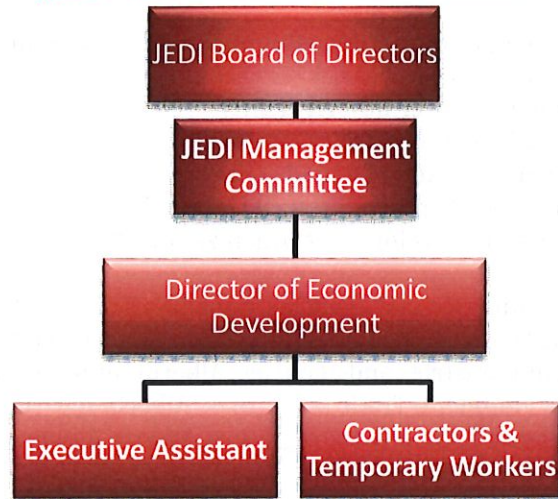 JEDI Board of Directors
JEDI Management
Committee
Director of Economic
Development
Executive Assistant
Contractors &
Temporary Workers